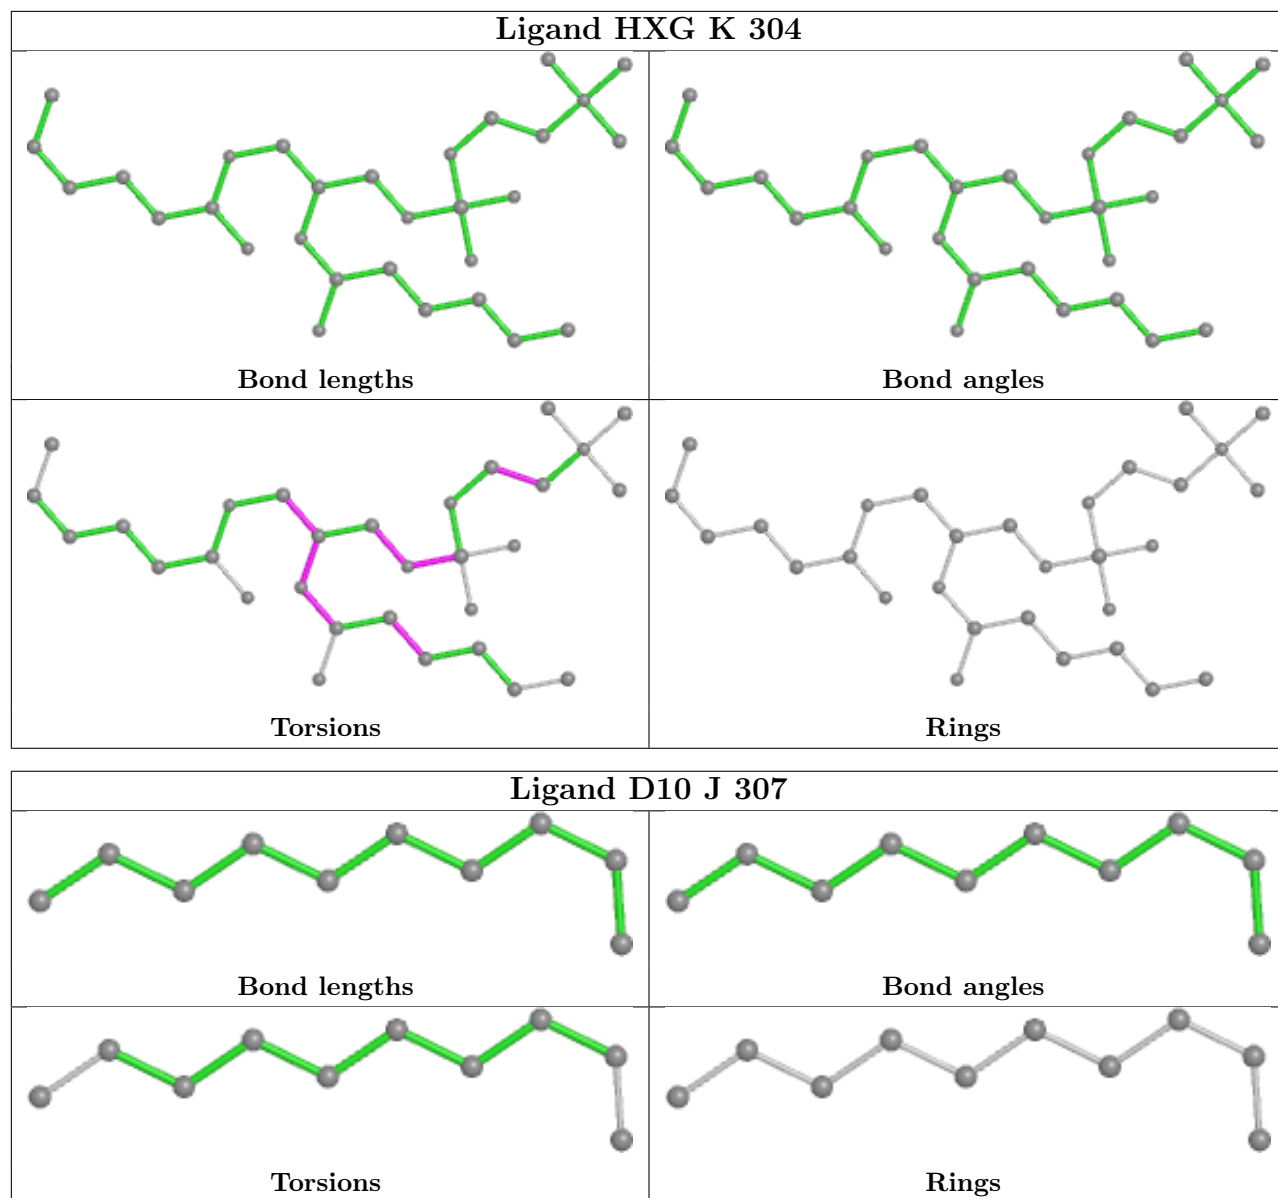 Ligand HXG K 304
Bond lengths
Bond angles
Torsions
Rings
Ligand D10 J 307
Bond lengths
Bond angles
Torsions
Rings